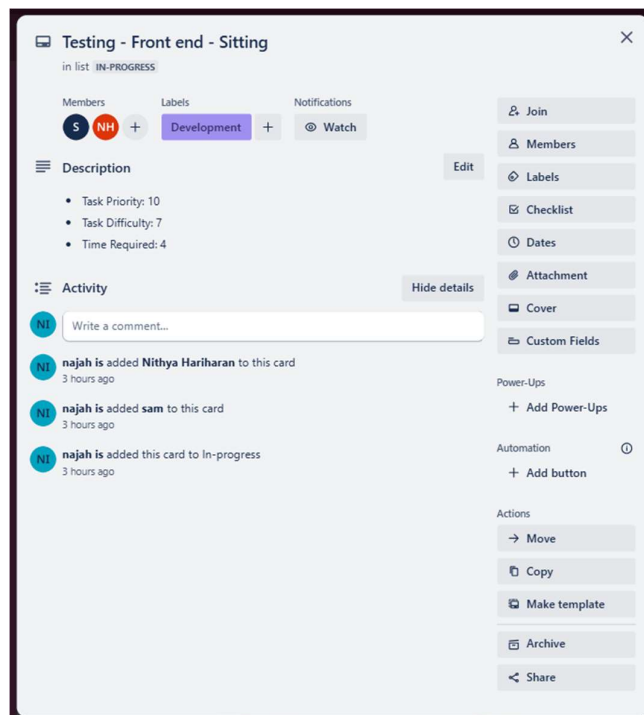 Testing - Front end - Sitting
in list IN-PROGRESS
Members
Labels
Notifications
S
NH
Development
Watch
Description
Edit
Task Priority: 10
Task Difficulty: 7
Time Required: 4
Activity
Hide details
NI
Write a comment...
NI
najah is added Nithya Hariharan to this card
3 hours ago
NI
najah is added sam to this card
3 hours ago
NI
najah is added this card to In-progress
3 hours ago
Join
Members
Labels
Checklist
Dates
Attachment
Cover
Custom Fields
Power-Ups
+ Add Power-Ups
Automation
+ Add button
Actions
Move
Copy
Make template
Archive
Share